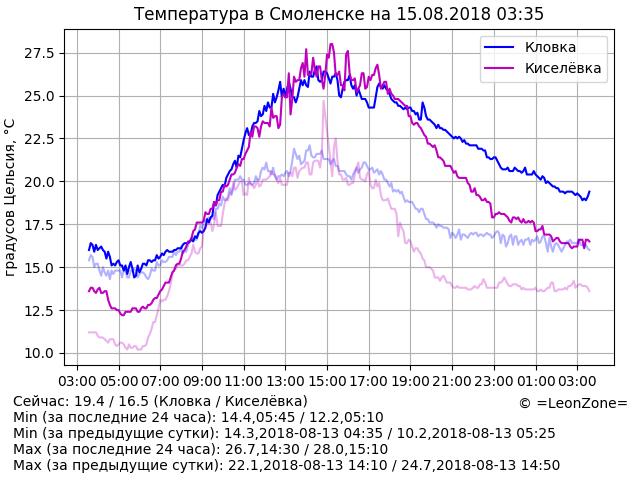 Температура в Смоленске на 15.08.2018 03:35
Кловка
Киселёвка
градусов Цельсия, °C
27.5
25.0
22.5
20.0
17.5
15.0
12.5
10.0
03:00 05:00 07:00 09:00 11:00 13:00 15:00 17:00 19:00 21:00 23:00 01:00 03:00
Сейчас: 19.4 / 16.5 (Кловка / Киселёвка)
© =LeonZone=
Min (за последние 24 часа): 14.4,05:45 / 12.2,05:10
Min (за предыдущие сутки): 14.3,2018-08-13 04:35 / 10.2,2018-08-13 05:25
Max (за последние 24 часа): 26.7,14:30 / 28.0,15:10
Max (за предыдущие сутки): 22.1,2018-08-13 14:10 / 24.7,2018-08-13 14:50